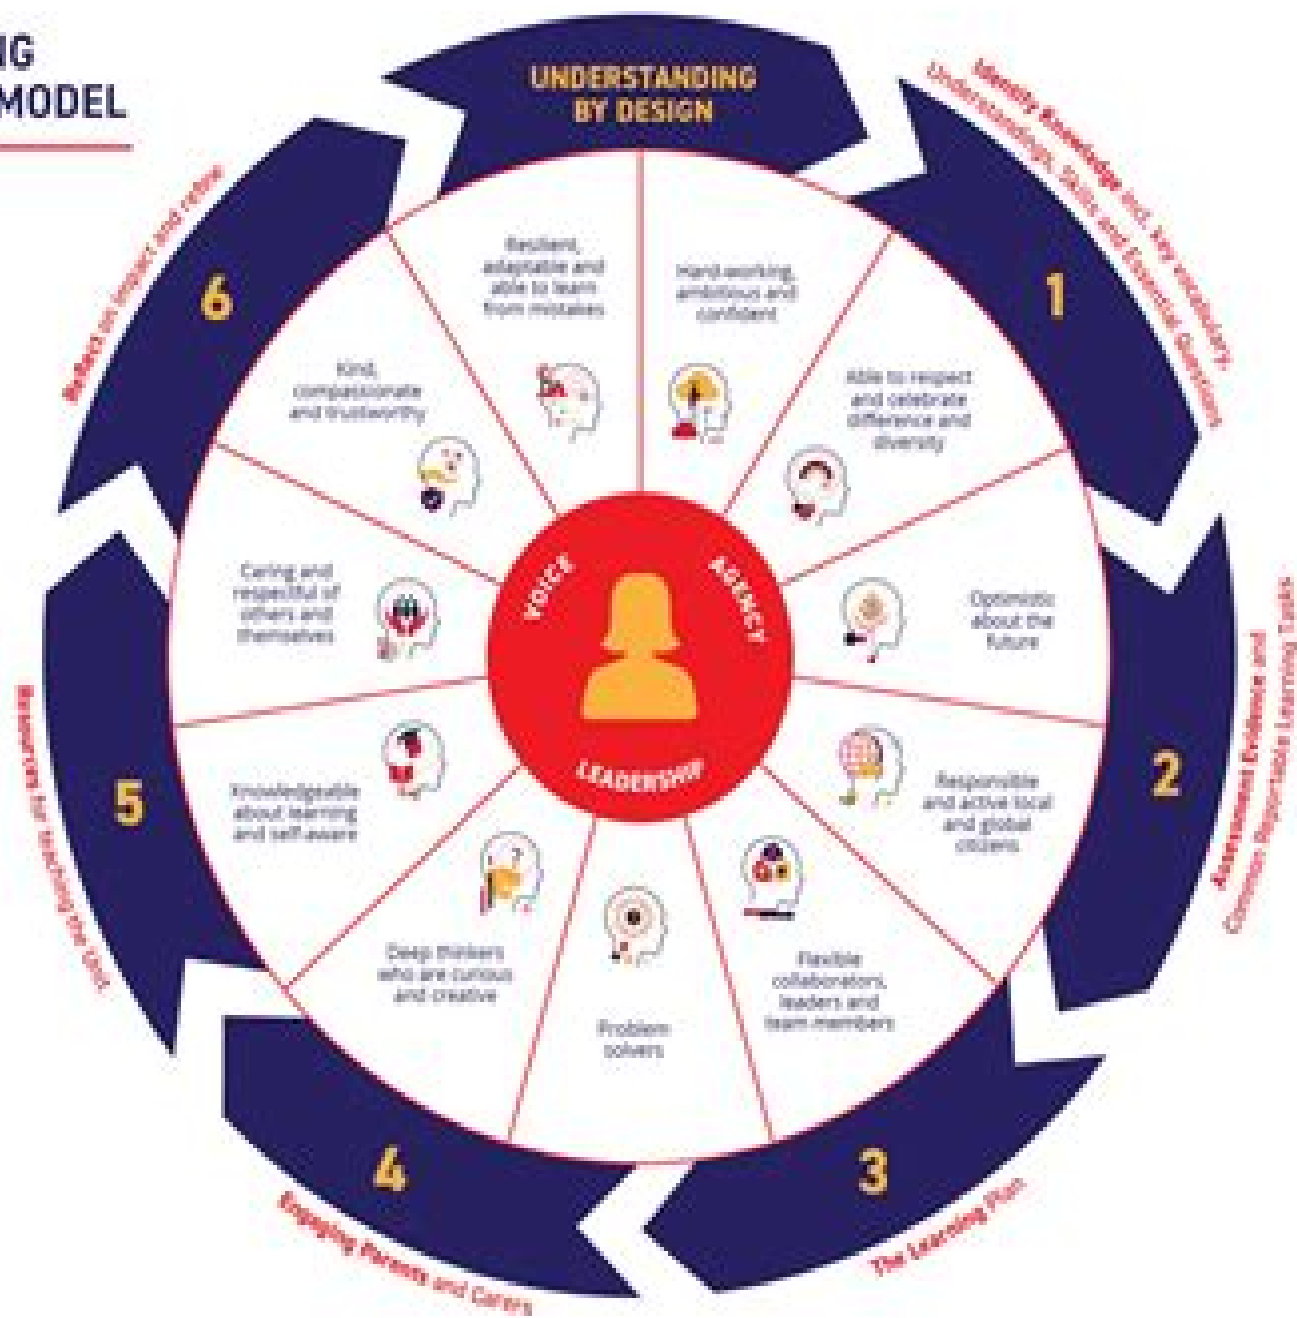 NG
MODEL
UNDERSTANDING
BY DESIGN
1
Identity Knowledge incl. key vocabulary,
Understandings, Skills and Essential Questions
2
Assessment Evidence and
Common Reportable Learning Tasks
3
The Learning Plan
4
Engaging Parents and Carers
5
Resources for teaching the Unit.
6
Reflect on impact and refine
Hard-working,
ambitious and
confident
Able to respect
and celebrate
difference and
diversity
Optimistic
about the
future
Responsible
and active local
and global
citizens
Flexible
collaborators,
leaders and
team members
Problem
solvers
Deep thinkers
who are curious
and creative
Knowledgeable
about learning
and self-aware
Caring and
respectful of
others and
themselves
Kind,
compassionate
and trustworthy
Resilient,
adaptable and
able to learn
from mistakes
VOICE
AGENCY
LEADERSHIP